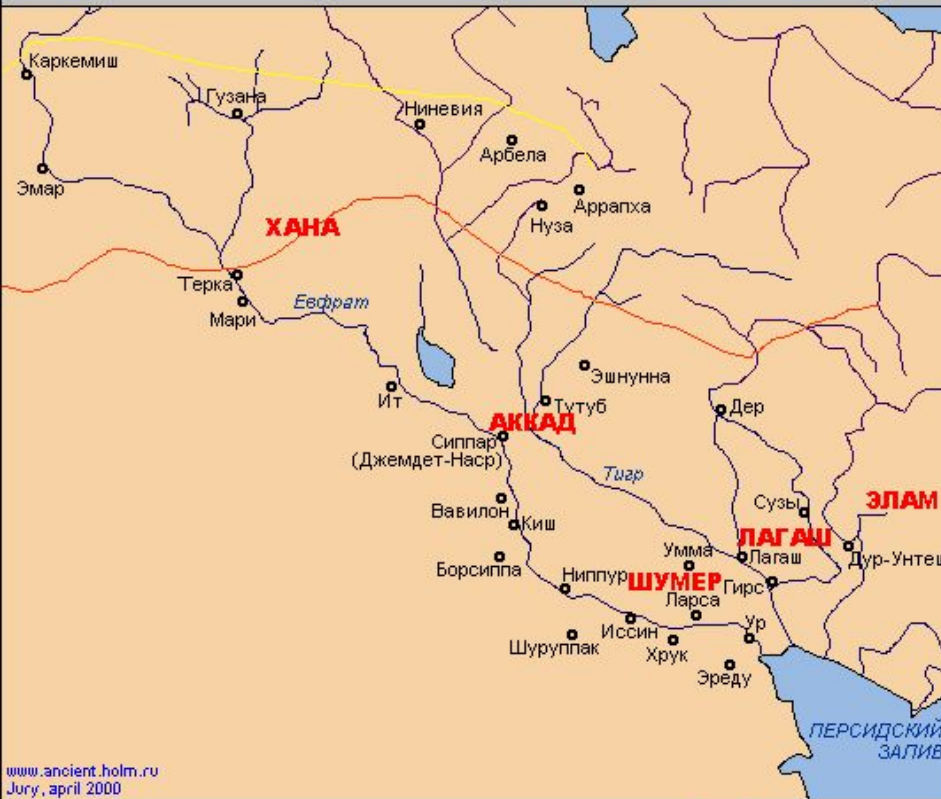 Каркемиш
Гузана
Ниневия
Арбела
Эмар
Аррапха
Нуза
ХАНА
Терка
Мари
Евфрат
Эшнунна
Ит
Тутуб
Дер
АККАД
Сиппар
(Джемдет-Наср)
Тигр
Сузы
ЭЛАМ
Вавилон
Киш
ЛАГАШ
Умма
Лагаш
Дур-Унтеш
Борсиппа
Ниппур
ШУМЕР
Гирс
Ларса
Иссин
Ур
Шуруппак
Хрук
Эреду
ПЕРСИДСКИЙ
ЗАЛИВ
www.ancient.holm.ru
Jury, april 2000